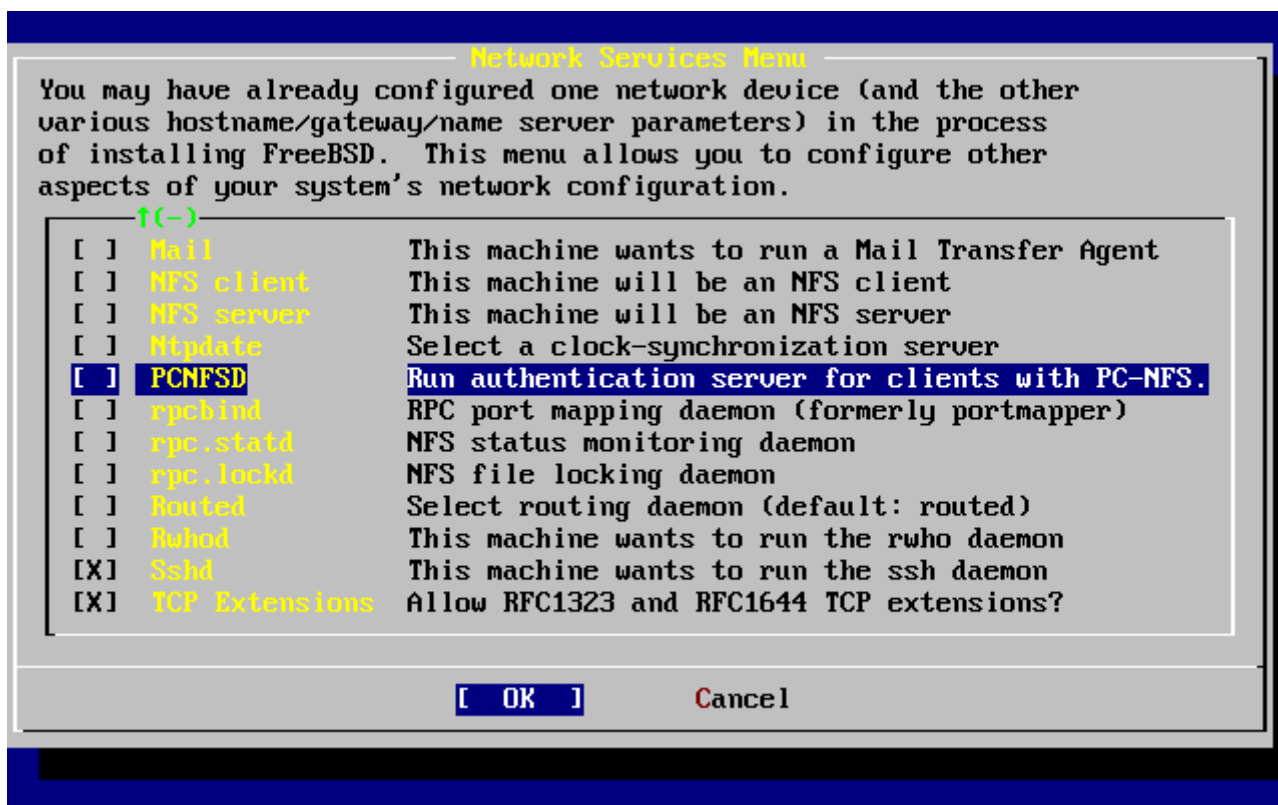 Network Services Menu
You may have already configured one network device (and the other
various hostname/gateway/name server parameters) in the process
of installing FreeBSD.  This menu allows you to configure other
aspects of your system's network configuration.
↑(-)
[ ] Mail This machine wants to run a Mail Transfer Agent
[ ] NFS client This machine will be an NFS client
[ ] NFS server This machine will be an NFS server
[ ] Ntpdate Select a clock-synchronization server
[ ] PCNFSD Run authentication server for clients with PC-NFS.
[ ] rpcbind RPC port mapping daemon (formerly portmapper)
[ ] rpc.statd NFS status monitoring daemon
[ ] rpc.lockd NFS file locking daemon
[ ] Routed Select routing daemon (default: routed)
[ ] Rwhod This machine wants to run the rwho daemon
[X] Sshd This machine wants to run the ssh daemon
[X] TCP Extensions Allow RFC1323 and RFC1644 TCP extensions?
[ OK ] Cancel